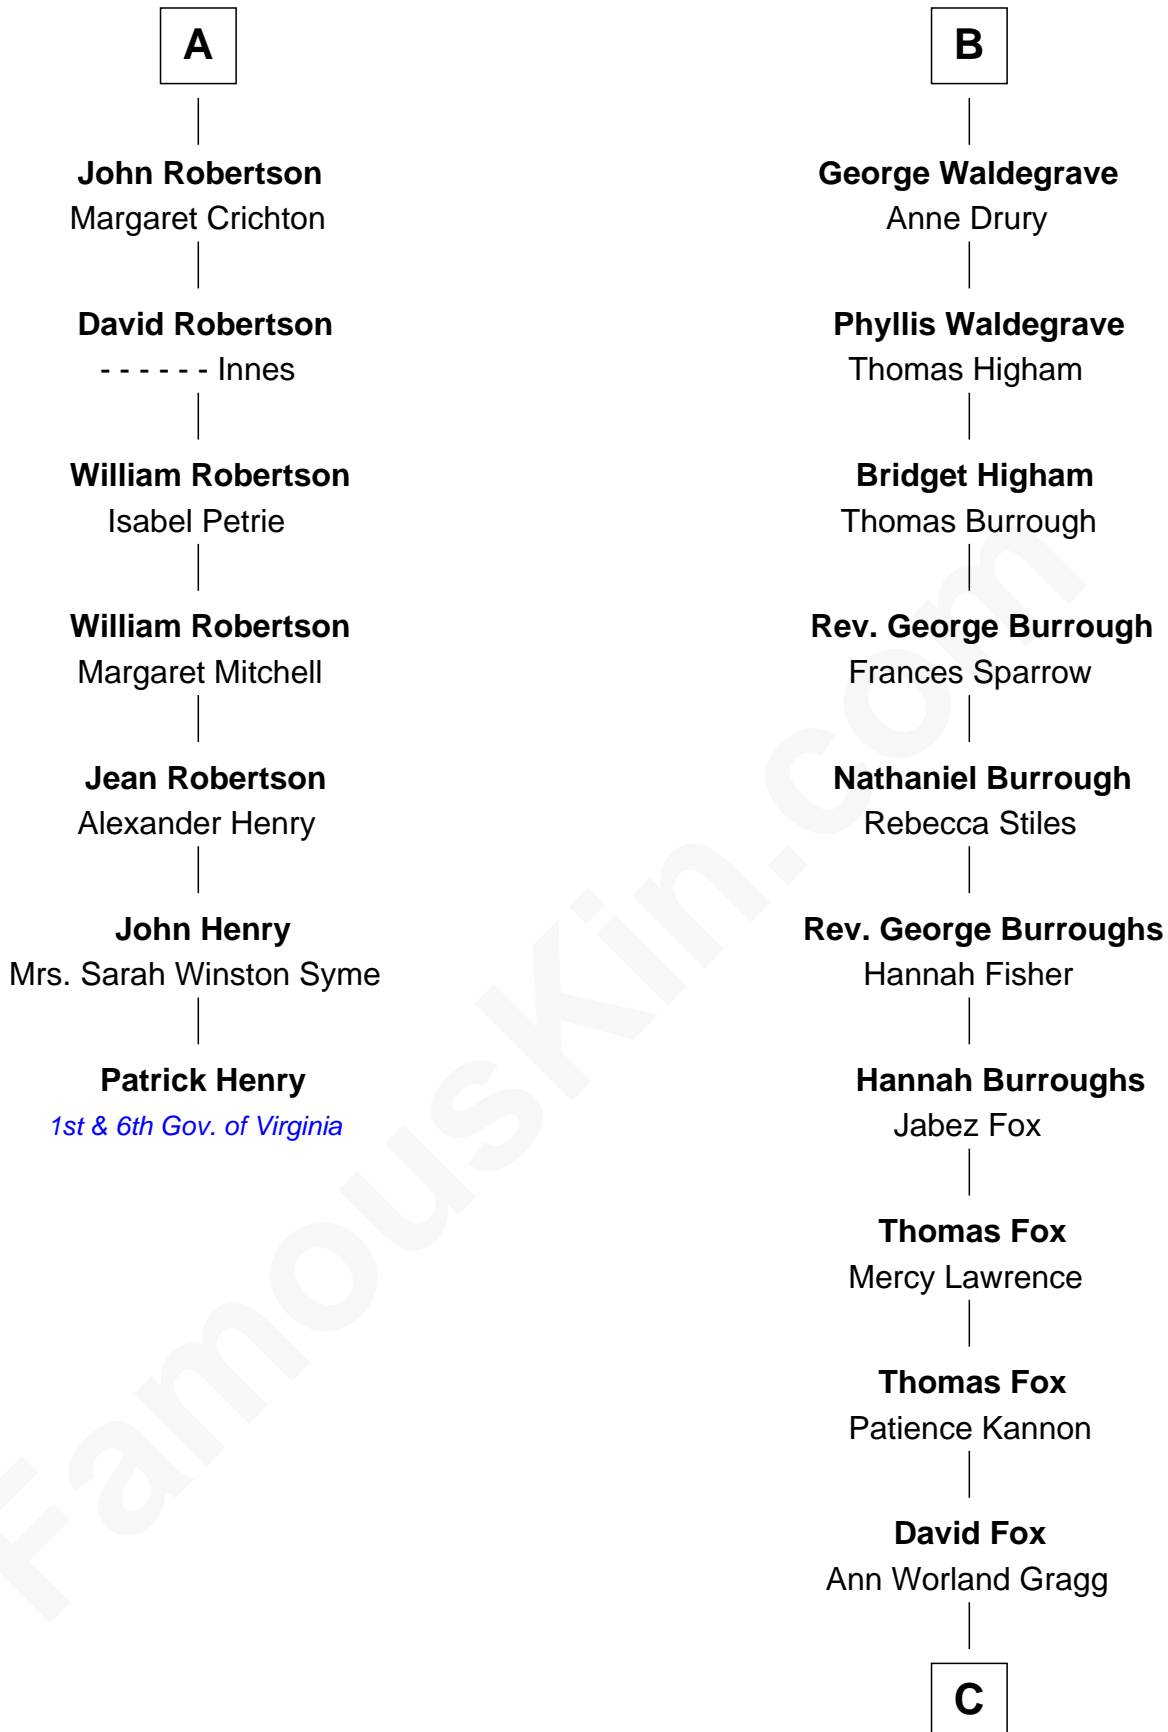 A
John Robertson
Margaret Crichton
David Robertson
- - - - - - Innes
William Robertson
Isabel Petrie
William Robertson
Margaret Mitchell
Jean Robertson
Alexander Henry
John Henry
Mrs. Sarah Winston Syme
Patrick Henry
1st & 6th Gov. of Virginia
B
George Waldegrave
Anne Drury
Phyllis Waldegrave
Thomas Higham
Bridget Higham
Thomas Burrough
Rev. George Burrough
Frances Sparrow
Nathaniel Burrough
Rebecca Stiles
Rev. George Burroughs
Hannah Fisher
Hannah Burroughs
Jabez Fox
Thomas Fox
Mercy Lawrence
Thomas Fox
Patience Kannon
David Fox
Ann Worland Gragg
C
FamousKin.com